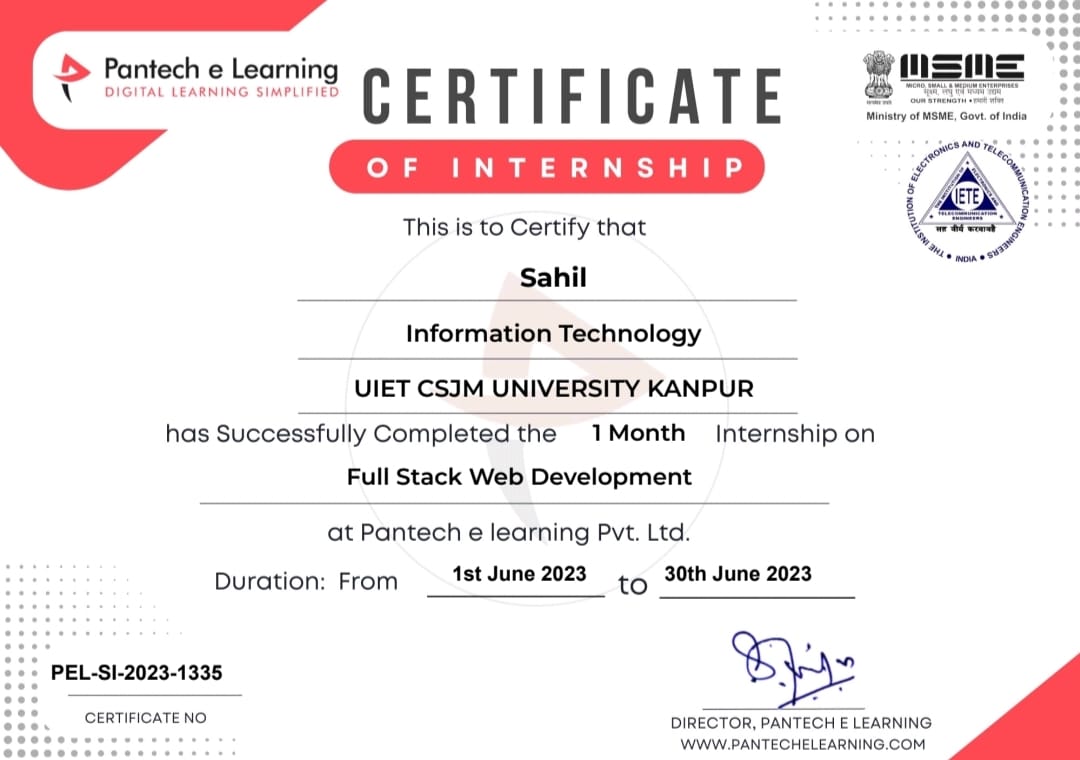 Pantech e Learning
DIGITAL LEARNING SIMPLIFIED
CERTIFICATE
OF INTERNSHIP
MSME
MICRO, SMALL & MEDIUM ENTERPRISES
सूक्ष्म, लघु एवं मध्यम उद्यम
OUR STRENGTH • हमारी शक्ति
Ministry of MSME, Govt. of India
THE INSTITUTION OF ELECTRONICS AND TELECOMMUNICATION ENGINEERS
IETE
TELECOMMUNICATION
ENGINEERS
INDIA
This is to Certify that
Sahil
Information Technology
UIET CSJM UNIVERSITY KANPUR
has Successfully Completed the 1 Month Internship on
Full Stack Web Development
at Pantech e learning Pvt. Ltd.
Duration: From 1st June 2023 to 30th June 2023
PEL-SI-2023-1335
CERTIFICATE NO
DIRECTOR, PANTECH E LEARNING
WWW.PANTECHELEARNING.COM